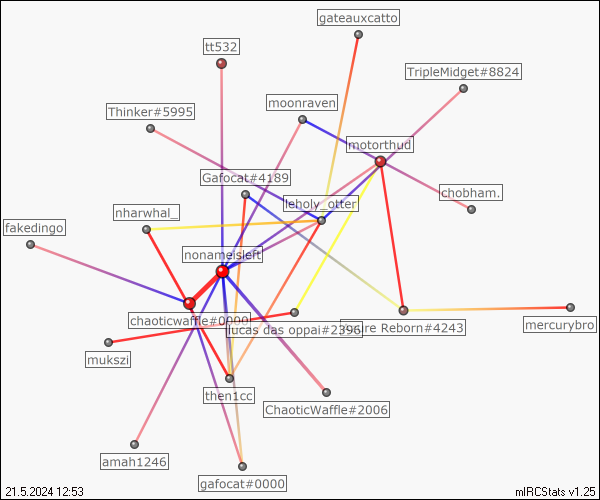 gateauxcatto
tt532
TripleMidget#8824
moonraven
Thinker#5995
motorthud
Gafocat#4189
chobham.
leholy_otter
nharwhal_
fakedingo
nonameisleft
chaoticwaffle#0000
lucas das oppai#2396
ire Reborn#4243
mercurybro
mukszi
then1cc
ChaoticWaffle#2006
amah1246
gafocat#0000
21.5.2024 12:53
mIRCStats v1.25